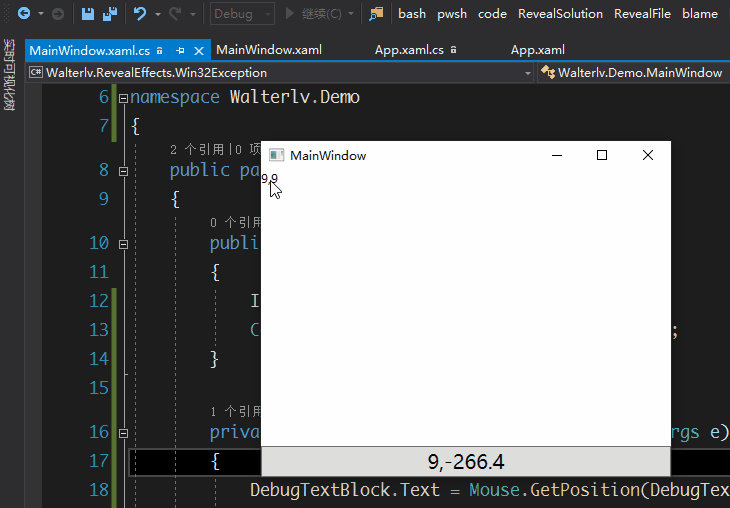 Debug 继续(C) bash pwsh code RevealSolution RevealFile blame
MainWindow.xaml.cs MainWindow.xaml App.xaml.cs App.xaml
实时可视化树
C# Walterlv.RevealEffects.Win32Exception Walterlv.Demo.MainWindow
6 namespace Walterlv.Demo
7 {
2 个引用|0 项
8 public pa
9 {
0 个引
10 publi
11 {
12 I
13 C ;
14 }
15
1 个引用
16 priva rgs e)
17 {
18 DebugTextBlock.Text = Mouse.GetPosition(DebugTex
MainWindow
9,9
9,-266.4